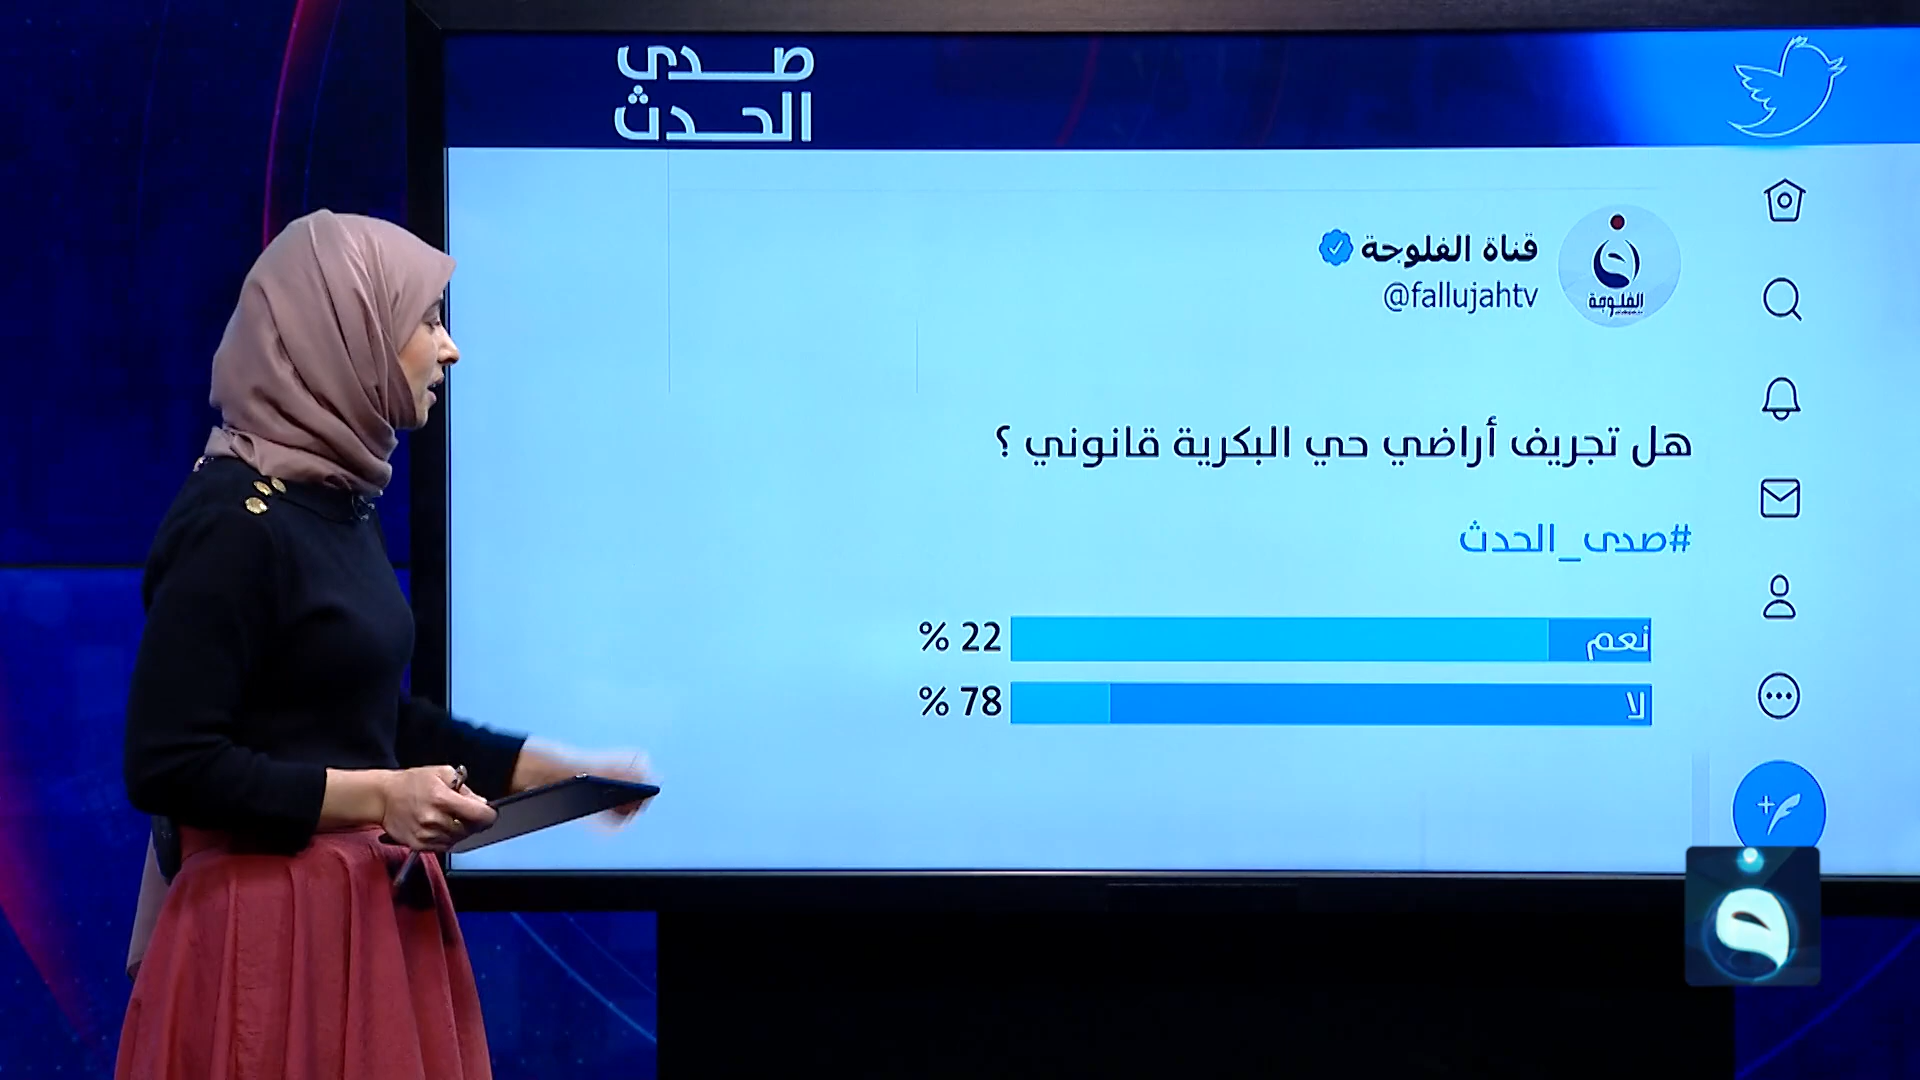 صدى
الحدث
قناة الفلوجة
@fallujahtv
الفلوجة
هل تجريف أراضي حي البكرية قانوني ؟
#صدى_الحدث
نعم
% 22
لا
% 78